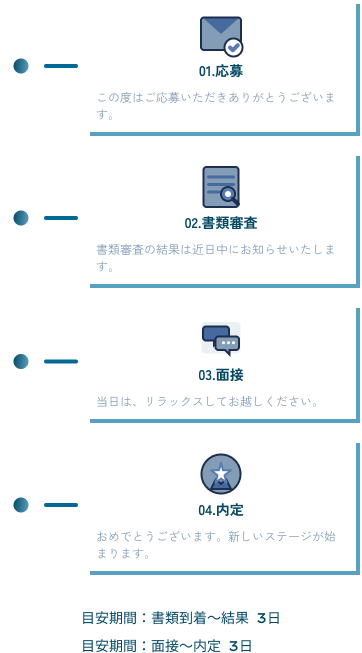 01.応募
この度はご応募いただきありがとうございま
す。
02.書類審査
書類審査の結果は近日中にお知らせいたしま
す。
03.面接
当日は、リラックスしてお越しください。
04.内定
おめでとうございます。新しいステージが始
まります。
目安期間：書類到着〜結果 3日
目安期間：面接〜内定 3日